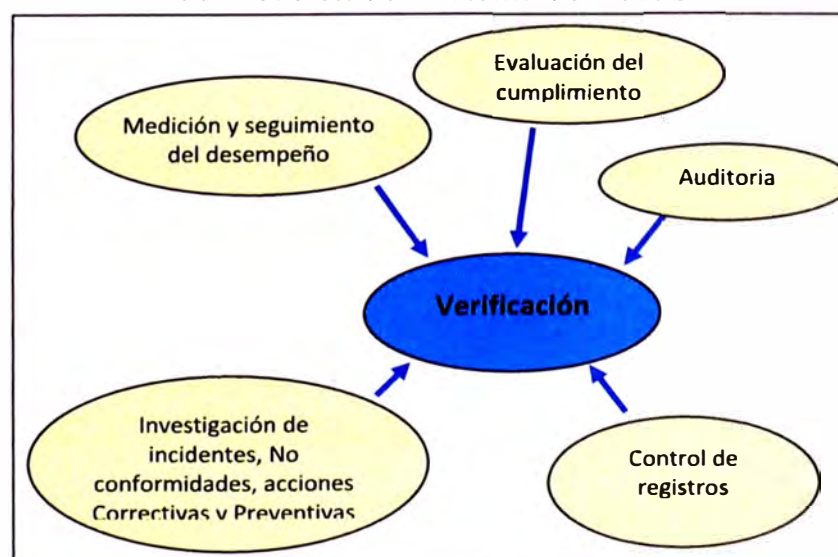 Evaluación del
cumplimiento
Medición y seguimiento
del desempeño
Auditoria
Verificación
Investigación de
incidentes, No
conformidades, acciones
Correctivas y Preventivas
Control de
registros